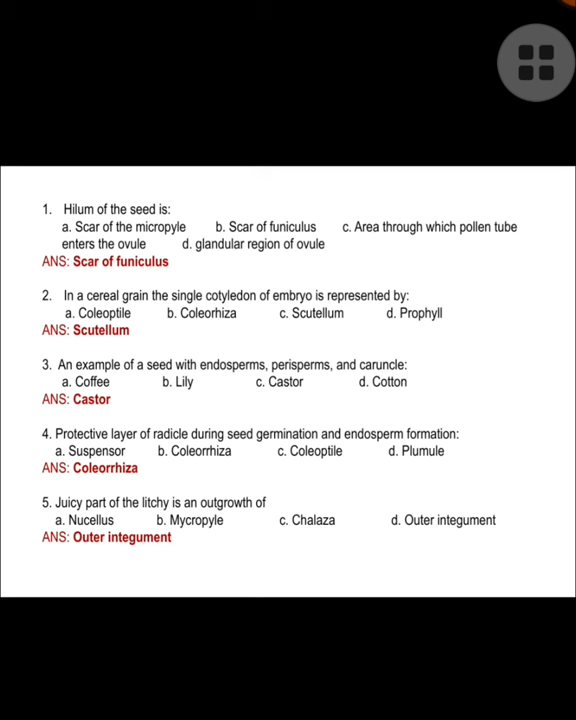 1. Hilum of the seed is:
a. Scar of the micropyle b. Scar of funiculus c. Area through which pollen tube
enters the ovule d. glandular region of ovule
ANS: Scar of funiculus
2. In a cereal grain the single cotyledon of embryo is represented by:
a. Coleoptile b. Coleorhiza c. Scutellum d. Prophyll
ANS: Scutellum
3. An example of a seed with endosperms, perisperms, and caruncle:
a. Coffee b. Lily c. Castor d. Cotton
ANS: Castor
4. Protective layer of radicle during seed germination and endosperm formation:
a. Suspensor b. Coleorrhiza c. Coleoptile d. Plumule
ANS: Coleorrhiza
5. Juicy part of the litchy is an outgrowth of
a. Nucellus b. Mycropyle c. Chalaza d. Outer integument
ANS: Outer integument